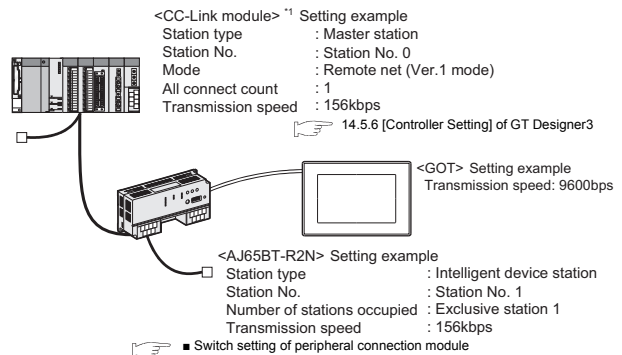 <CC-Link module> *1 Setting example
Station type : Master station
Station No. : Station No. 0
Mode : Remote net (Ver.1 mode)
All connect count : 1
Transmission speed : 156kbps
14.5.6 [Controller Setting] of GT Designer3
<GOT> Setting example
Transmission speed: 9600bps
<AJ65BT-R2N> Setting example
Station type : Intelligent device station
Station No. : Station No. 1
Number of stations occupied : Exclusive station 1
Transmission speed : 156kbps
■ Switch setting of peripheral connection module